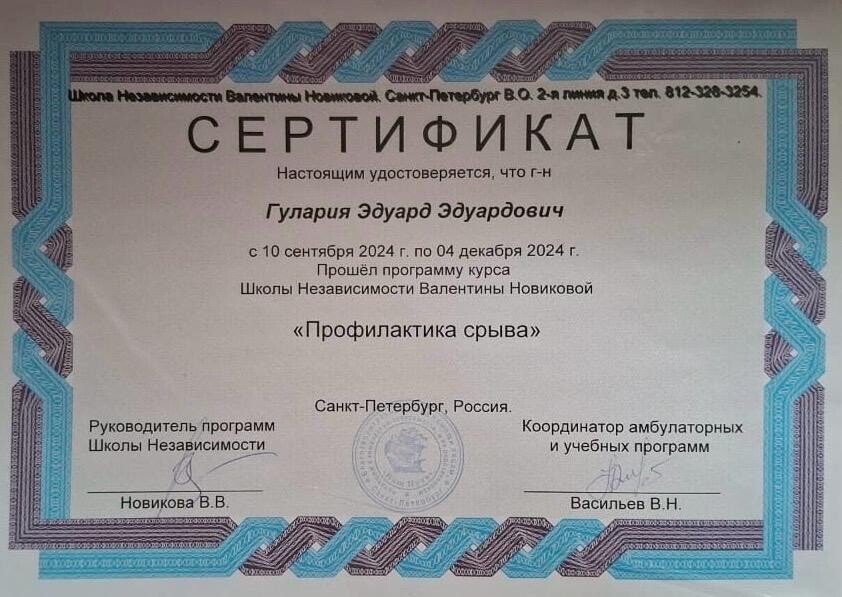 Школа Независимости Валентины Новиковой. Санкт-Петербург В.О. 2-я линия д.3 тел. 812-328-3254.
СЕРТИФИКАТ
Настоящим удостоверяется, что г-н
Гулария Эдуард Эдуардович
с 10 сентября 2024 г. по 04 декабря 2024 г.
Прошёл программу курса
Школы Независимости Валентины Новиковой
«Профилактика срыва»
Санкт-Петербург, Россия.
Руководитель программ
Школы Независимости
Новикова В.В.
Координатор амбулаторных
и учебных программ
Васильев В.Н.